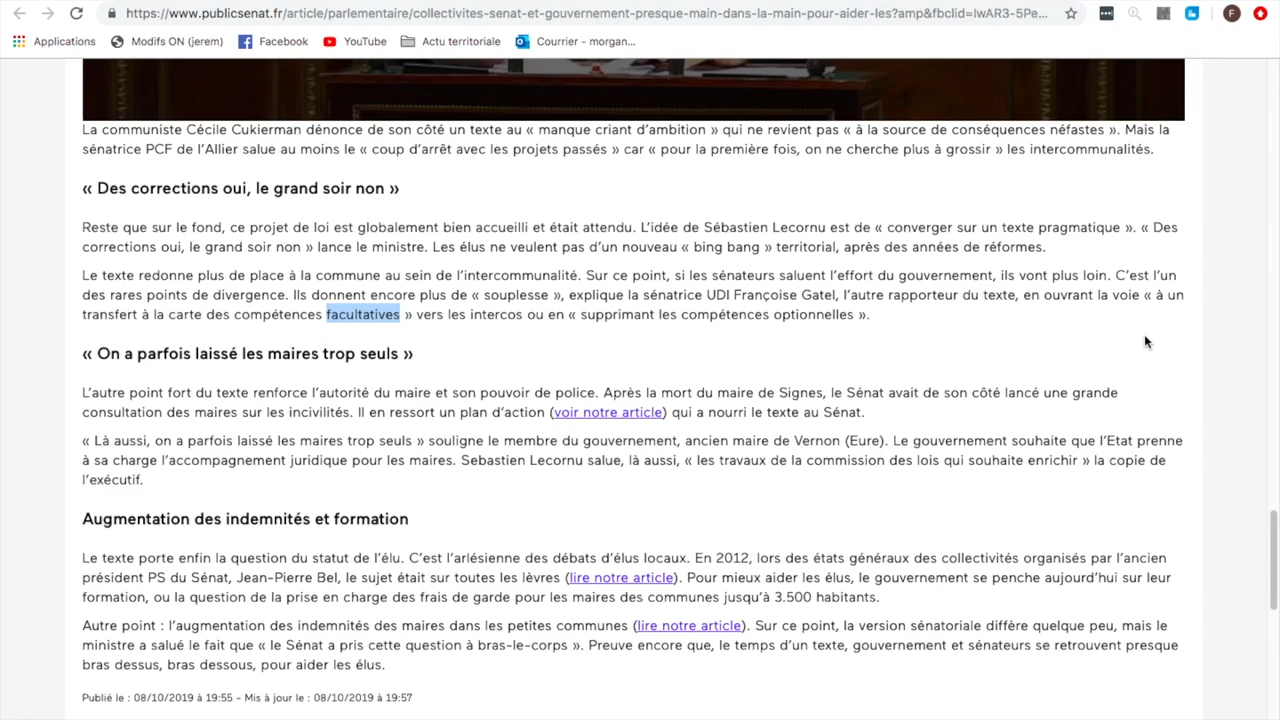 https://www.publicsenat.fr/article/parlementaire/collectivites-senat-et-gouvernement-presque-main-dans-la-main-pour-aider-les?amp&fbclid=IwAR3-5Pe...
F
Applications Modifs ON (jerem) Facebook YouTube Actu territoriale Courrier - morgan...
La communiste Cécile Cukierman dénonce de son côté un texte au « manque criant d’ambition » qui ne revient pas « à la source de conséquences néfastes ». Mais la
sénatrice PCF de l’Allier salue au moins le « coup d’arrêt avec les projets passés » car « pour la première fois, on ne cherche plus à grossir » les intercommunalités.
« Des corrections oui, le grand soir non »
Reste que sur le fond, ce projet de loi est globalement bien accueilli et était attendu. L’idée de Sébastien Lecornu est de « converger sur un texte pragmatique ». « Des
corrections oui, le grand soir non » lance le ministre. Les élus ne veulent pas d’un nouveau « bing bang » territorial, après des années de réformes.
Le texte redonne plus de place à la commune au sein de l’intercommunalité. Sur ce point, si les sénateurs saluent l’effort du gouvernement, ils vont plus loin. C’est l’un
des rares points de divergence. Ils donnent encore plus de « souplesse », explique la sénatrice UDI Françoise Gatel, l’autre rapporteur du texte, en ouvrant la voie « à un
transfert à la carte des compétences facultatives » vers les intercos ou en « supprimant les compétences optionnelles ».
« On a parfois laissé les maires trop seuls »
L’autre point fort du texte renforce l’autorité du maire et son pouvoir de police. Après la mort du maire de Signes, le Sénat avait de son côté lancé une grande
consultation des maires sur les incivilités. Il en ressort un plan d’action (voir notre article) qui a nourri le texte au Sénat.
« Là aussi, on a parfois laissé les maires trop seuls » souligne le membre du gouvernement, ancien maire de Vernon (Eure). Le gouvernement souhaite que l’Etat prenne
à sa charge l’accompagnement juridique pour les maires. Sebastien Lecornu salue, là aussi, « les travaux de la commission des lois qui souhaite enrichir » la copie de
l’exécutif.
Augmentation des indemnités et formation
Le texte porte enfin la question du statut de l’élu. C’est l’arlésienne des débats d’élus locaux. En 2012, lors des états généraux des collectivités organisés par l’ancien
président PS du Sénat, Jean-Pierre Bel, le sujet était sur toutes les lèvres (lire notre article). Pour mieux aider les élus, le gouvernement se penche aujourd’hui sur leur
formation, ou la question de la prise en charge des frais de garde pour les maires des communes jusqu’à 3.500 habitants.
Autre point : l’augmentation des indemnités des maires dans les petites communes (lire notre article). Sur ce point, la version sénatoriale diffère quelque peu, mais le
ministre a salué le fait que « le Sénat a pris cette question à bras-le-corps ». Preuve encore que, le temps d’un texte, gouvernement et sénateurs se retrouvent presque
bras dessus, bras dessous, pour aider les élus.
Publié le : 08/10/2019 à 19:55 - Mis à jour le : 08/10/2019 à 19:57